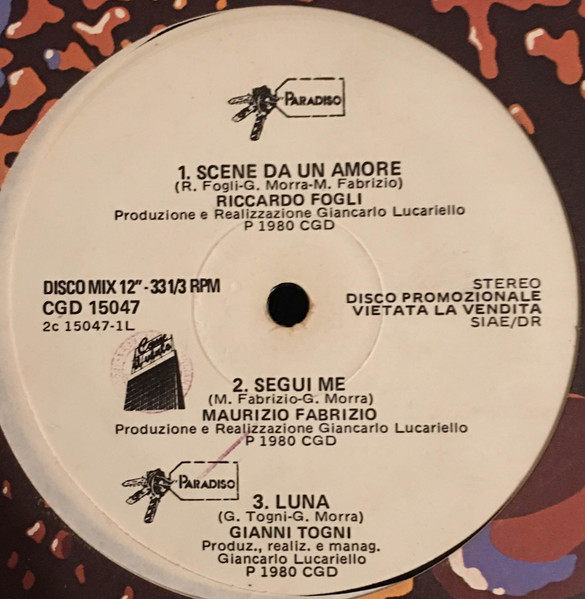 PARADISO
1. SCENE DA UN AMORE
(R. Fogli-G. Morra-M. Fabrizio)
RICCARDO FOGLI
Produzione e Realizzazione Giancarlo Lucariello
P 1980 CGD
DISCO MIX 12" - 33 1/3 RPM
CGD 15047
2c 15047-1L
STEREO
DISCO PROMOZIONALE
VIETATA LA VENDITA
SIAE/DR
2. SEGUI ME
(M. Fabrizio-G. Morra)
MAURIZIO FABRIZIO
Produzione e Realizzazione Giancarlo Lucariello
P 1980 CGD
PARADISO
3. LUNA
(G. Togni-G. Morra)
GIANNI TOGNI
Produz., realiz. e manag.
Giancarlo Lucariello
P 1980 CGD